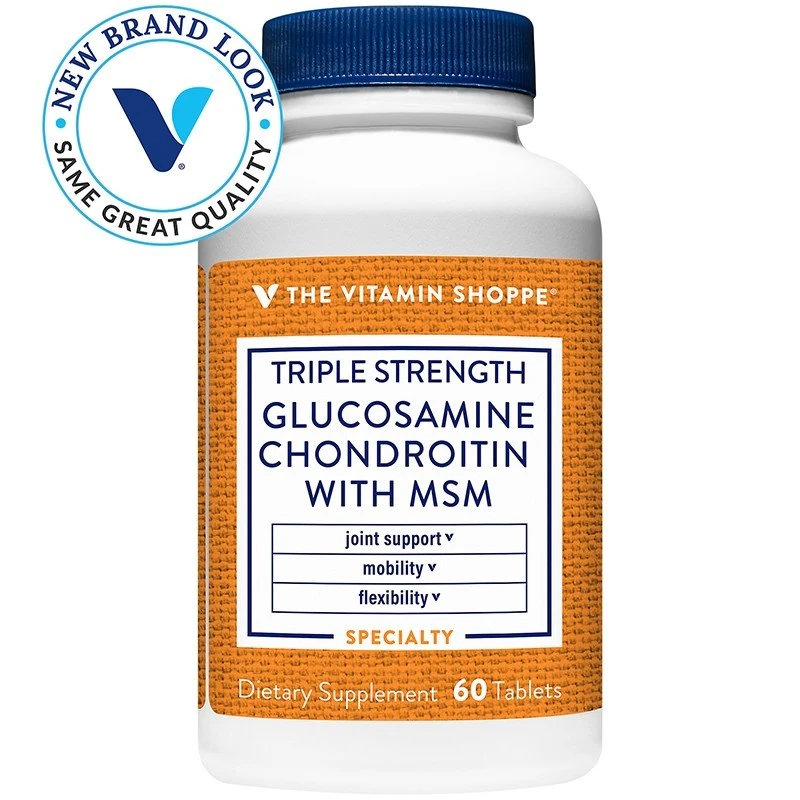 NEW BRAND LOOK
SAME GREAT QUALITY
THE VITAMIN SHOPPE®
TRIPLE STRENGTH
GLUCOSAMINE
CHONDROITIN
WITH MSM
joint support
mobility
flexibility
SPECIALTY
Dietary Supplement 60 Tablets